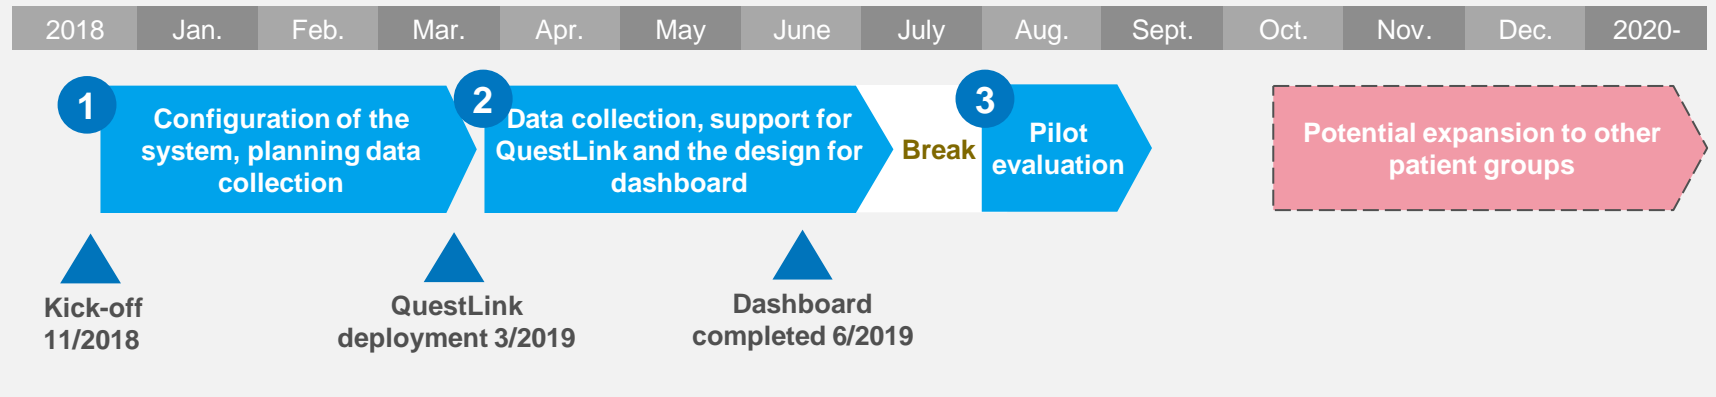 2018 Jan. Feb. Mar. Apr. May June July Aug. Sept. Oct. Nov. Dec. 2020-
1
Configuration of the
system, planning data
collection
2
Data collection, support for
QuestLink and the design for
dashboard
Break
3
Pilot
evaluation
Potential expansion to other
patient groups
Kick-off
11/2018
QuestLink
deployment 3/2019
Dashboard
completed 6/2019